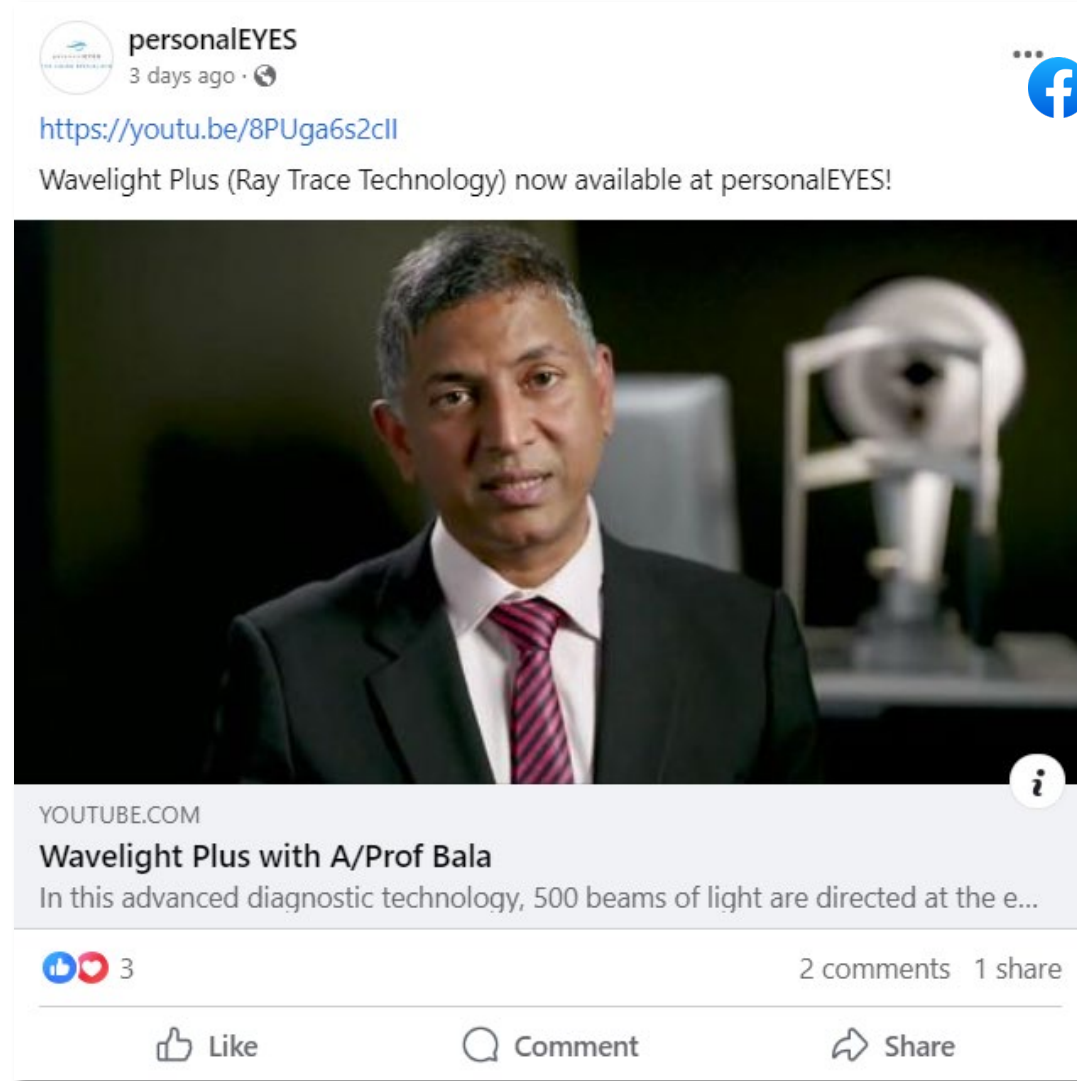 personalEYES
3 days ago ·
https://youtu.be/8PUga6s2cII
Wavelight Plus (Ray Trace Technology) now available at personalEYES!
YOUTUBE.COM
Wavelight Plus with A/Prof Bala
In this advanced diagnostic technology, 500 beams of light are directed at the e...
3
2 comments 1 share
Like Comment Share